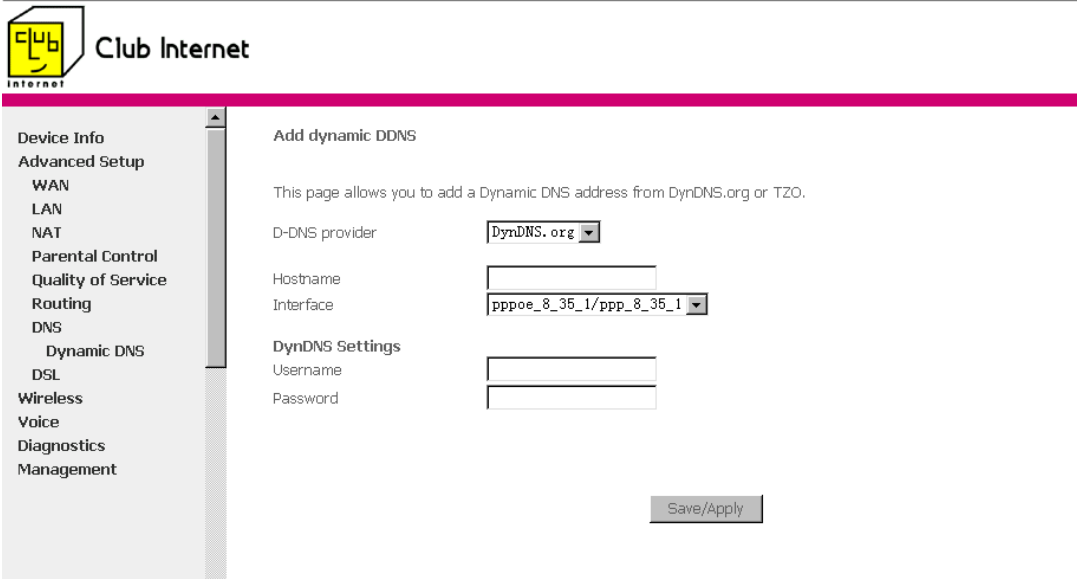 CLUB
Internet
Club Internet
Device Info
Advanced Setup
WAN
LAN
NAT
Parental Control
Quality of Service
Routing
DNS
Dynamic DNS
DSL
Wireless
Voice
Diagnostics
Management
Add dynamic DDNS
This page allows you to add a Dynamic DNS address from DynDNS.org or TZO.
D-DNS provider DynDNS.org
Hostname
Interface pppoe_8_35_1/ppp_8_35_1
DynDNS Settings
Username
Password
Save/Apply